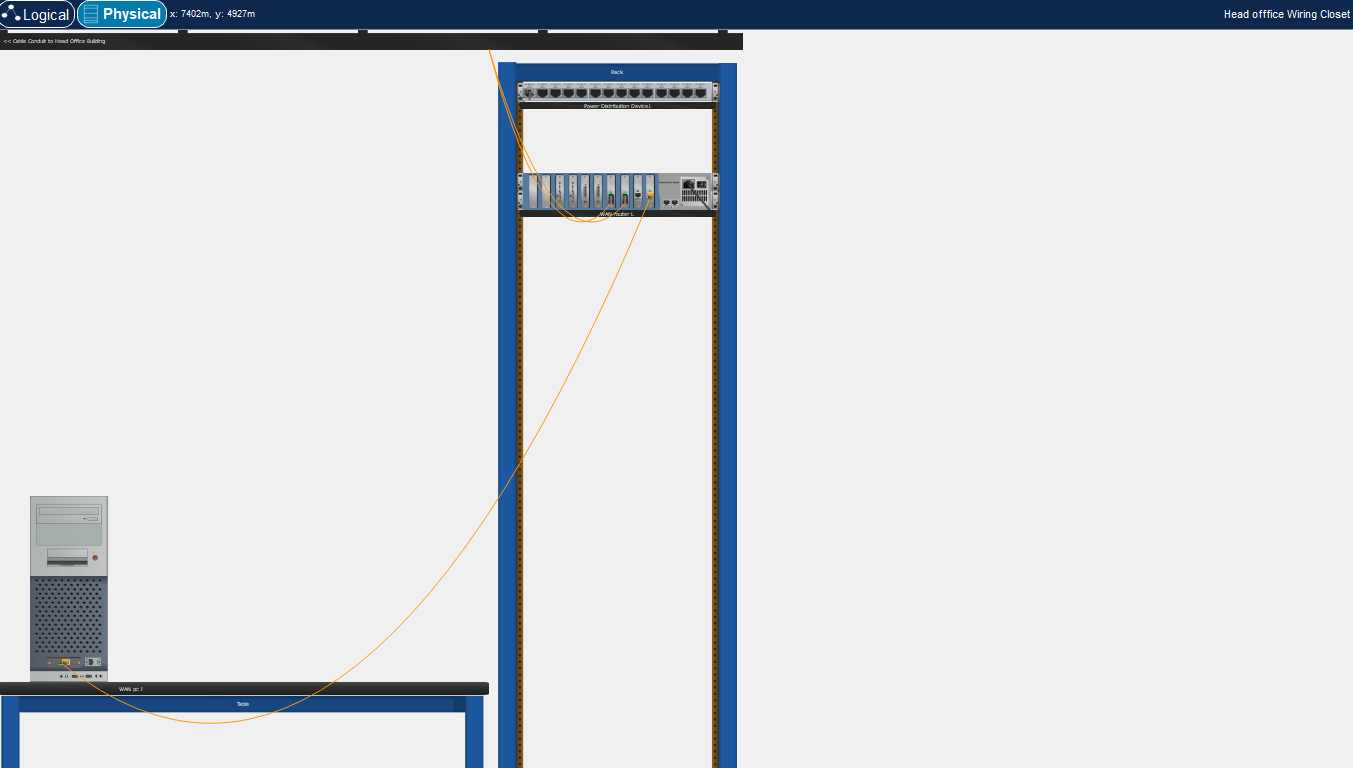 Logical
Physical
x: 7402m, y: 4927m
Head offfice Wiring Closet
<< Cable Conduit to Head Office Building
Rack
Power Distribution Device1
WAN router 1
WAN pc 1
Table